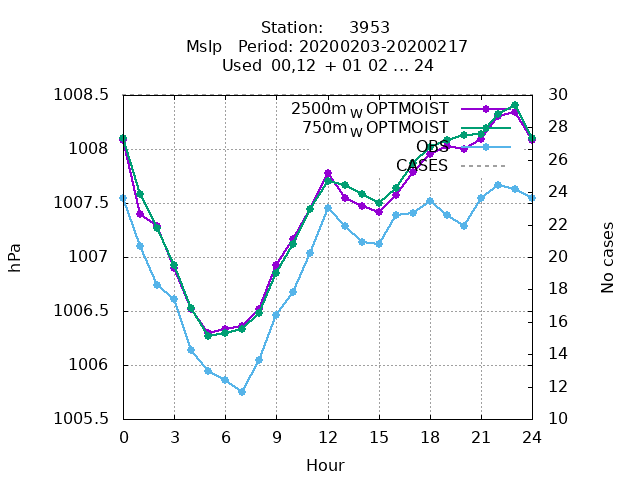 Station: 3953
Mslp Period: 20200203-20200217
Used 00,12 + 01 02 ... 24
1008.5
1008
1007.5
1007
1006.5
1006
1005.5
hPa
2500m W OPTMOIST
750m W OPTMOIST
OBS
CASES
30
28
26
24
22
20
18
16
14
12
10
No cases
0 3 6 9 12 15 18 21 24
Hour